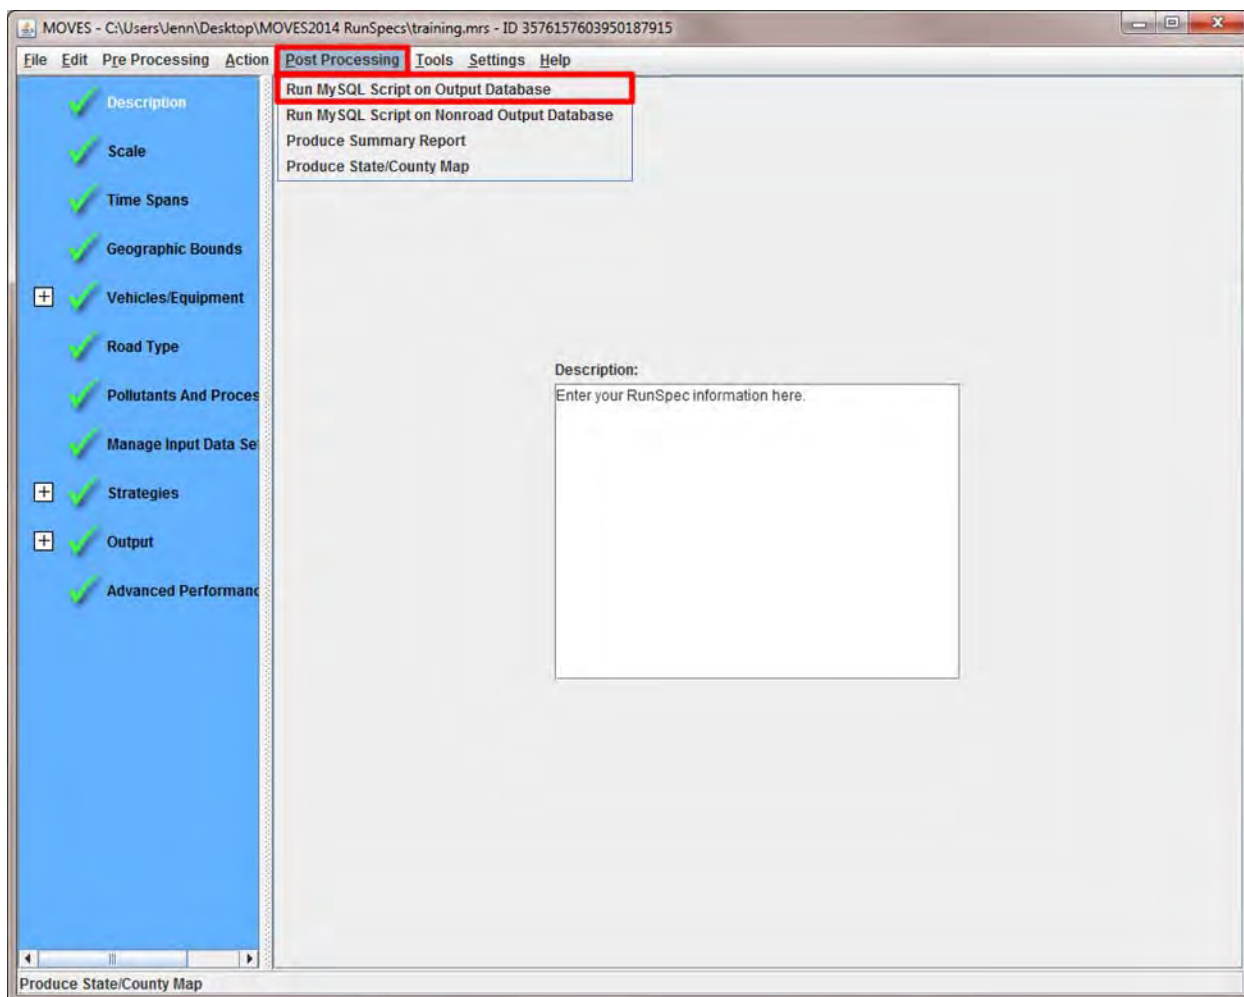 MOVES - C:\Users\Jenn\Desktop\MOVES2014 RunSpecs\training.mrs - ID 3576157603950187915
File Edit Pre Processing Action Post Processing Tools Settings Help
Run MySQL Script on Output Database
Run MySQL Script on Nonroad Output Database
Produce Summary Report
Produce State/County Map
Description
Scale
Time Spans
Geographic Bounds
Vehicles/Equipment
Road Type
Pollutants And Proces
Manage Input Data Se
Strategies
Output
Advanced Performanc
Description:
Enter your RunSpec information here.
Produce State/County Map